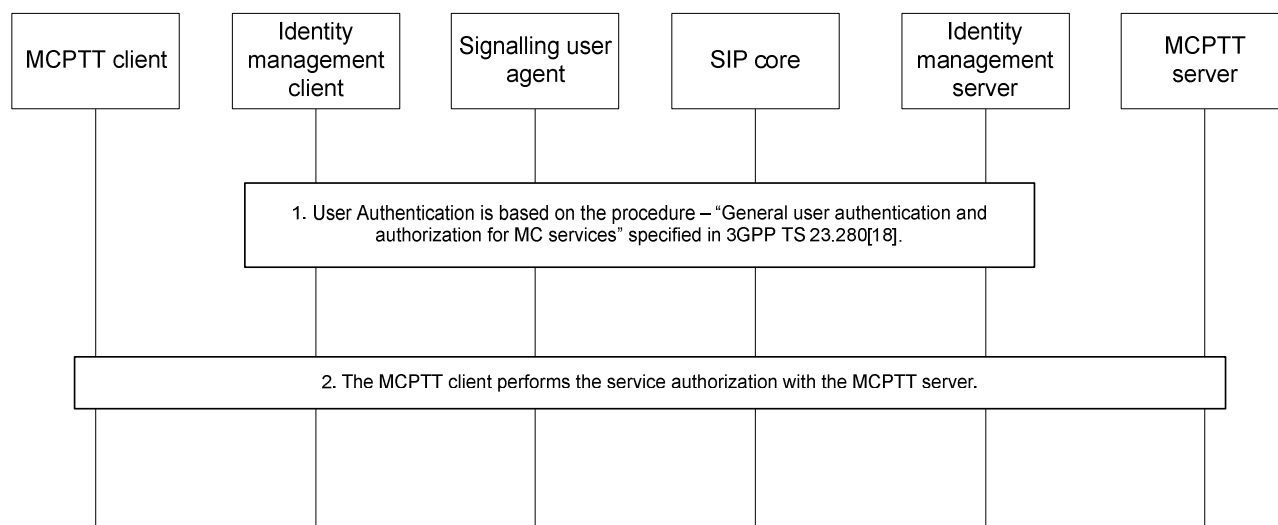 MCPTT client
Identity
management
client
Signalling user
agent
SIP core
Identity
management
server
MCPTT
server
1. User Authentication is based on the procedure – “General user authentication and
authorization for MC services” specified in 3GPP TS 23.280[18].
2. The MCPTT client performs the service authorization with the MCPTT server.